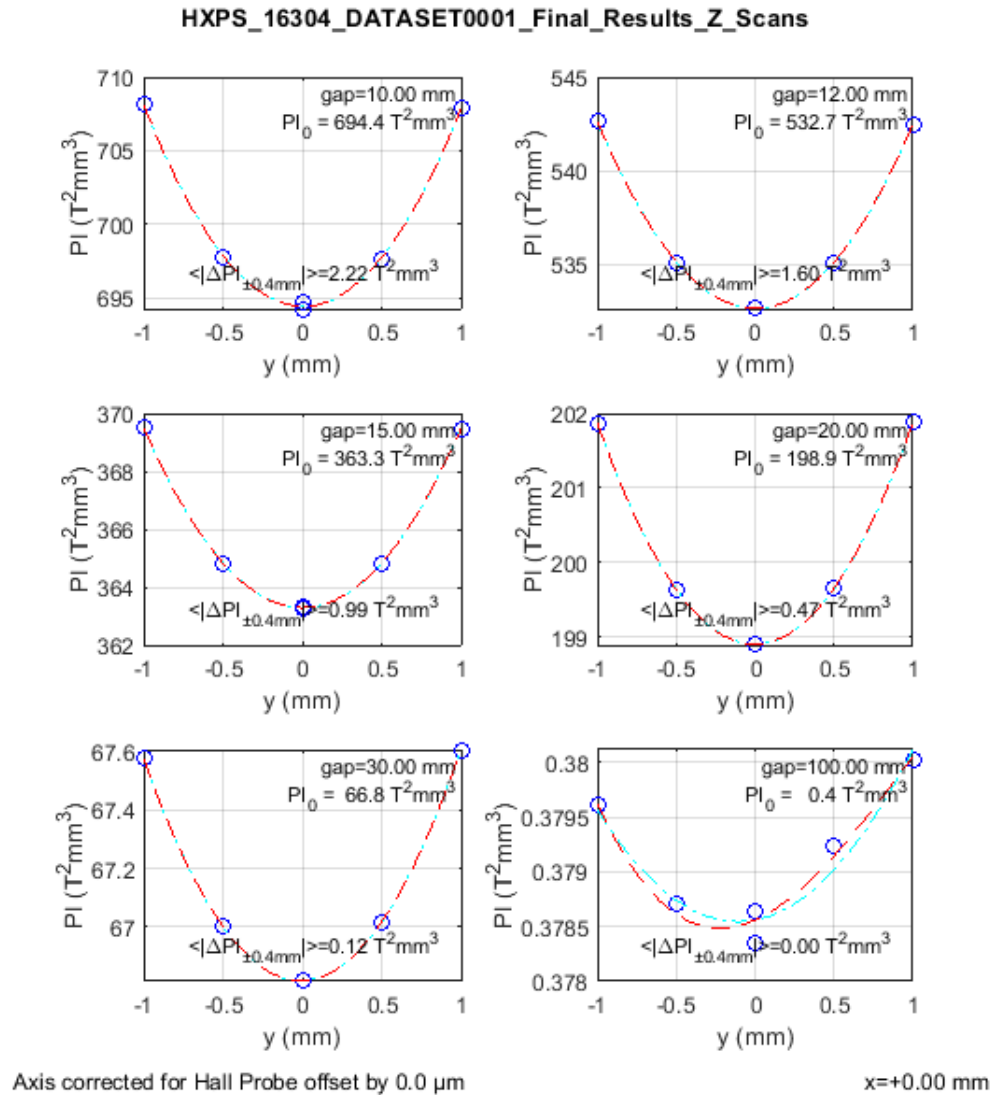 HXPS_16304_DATASET0001_Final_Results_Z_Scans
710
705
700
695
PI (T²mm³)
gap=10.00 mm
PI₀ = 694.4 T²mm³
<|ΔPI±0.4mm|>=2.22 T²mm³
-1 -0.5 0 0.5 1
y (mm)
545
540
535
PI (T²mm³)
gap=12.00 mm
PI₀ = 532.7 T²mm³
<|ΔPI±0.4mm|>=1.60 T²mm³
-1 -0.5 0 0.5 1
y (mm)
370
368
366
364
362
PI (T²mm³)
gap=15.00 mm
PI₀ = 363.3 T²mm³
<|ΔPI±0.4mm|>=0.99 T²mm³
-1 -0.5 0 0.5 1
y (mm)
202
201
200
199
PI (T²mm³)
gap=20.00 mm
PI₀ = 198.9 T²mm³
<|ΔPI±0.4mm|>=0.47 T²mm³
-1 -0.5 0 0.5 1
y (mm)
67.6
67.4
67.2
67
PI (T²mm³)
gap=30.00 mm
PI₀ = 66.8 T²mm³
<|ΔPI±0.4mm|>=0.12 T²mm³
-1 -0.5 0 0.5 1
y (mm)
0.38
0.3795
0.379
0.3785
0.378
PI (T²mm³)
gap=100.00 mm
PI₀ = 0.4 T²mm³
<|ΔPI±0.4mm|>=0.00 T²mm³
-1 -0.5 0 0.5 1
y (mm)
Axis corrected for Hall Probe offset by 0.0 μm
x=+0.00 mm